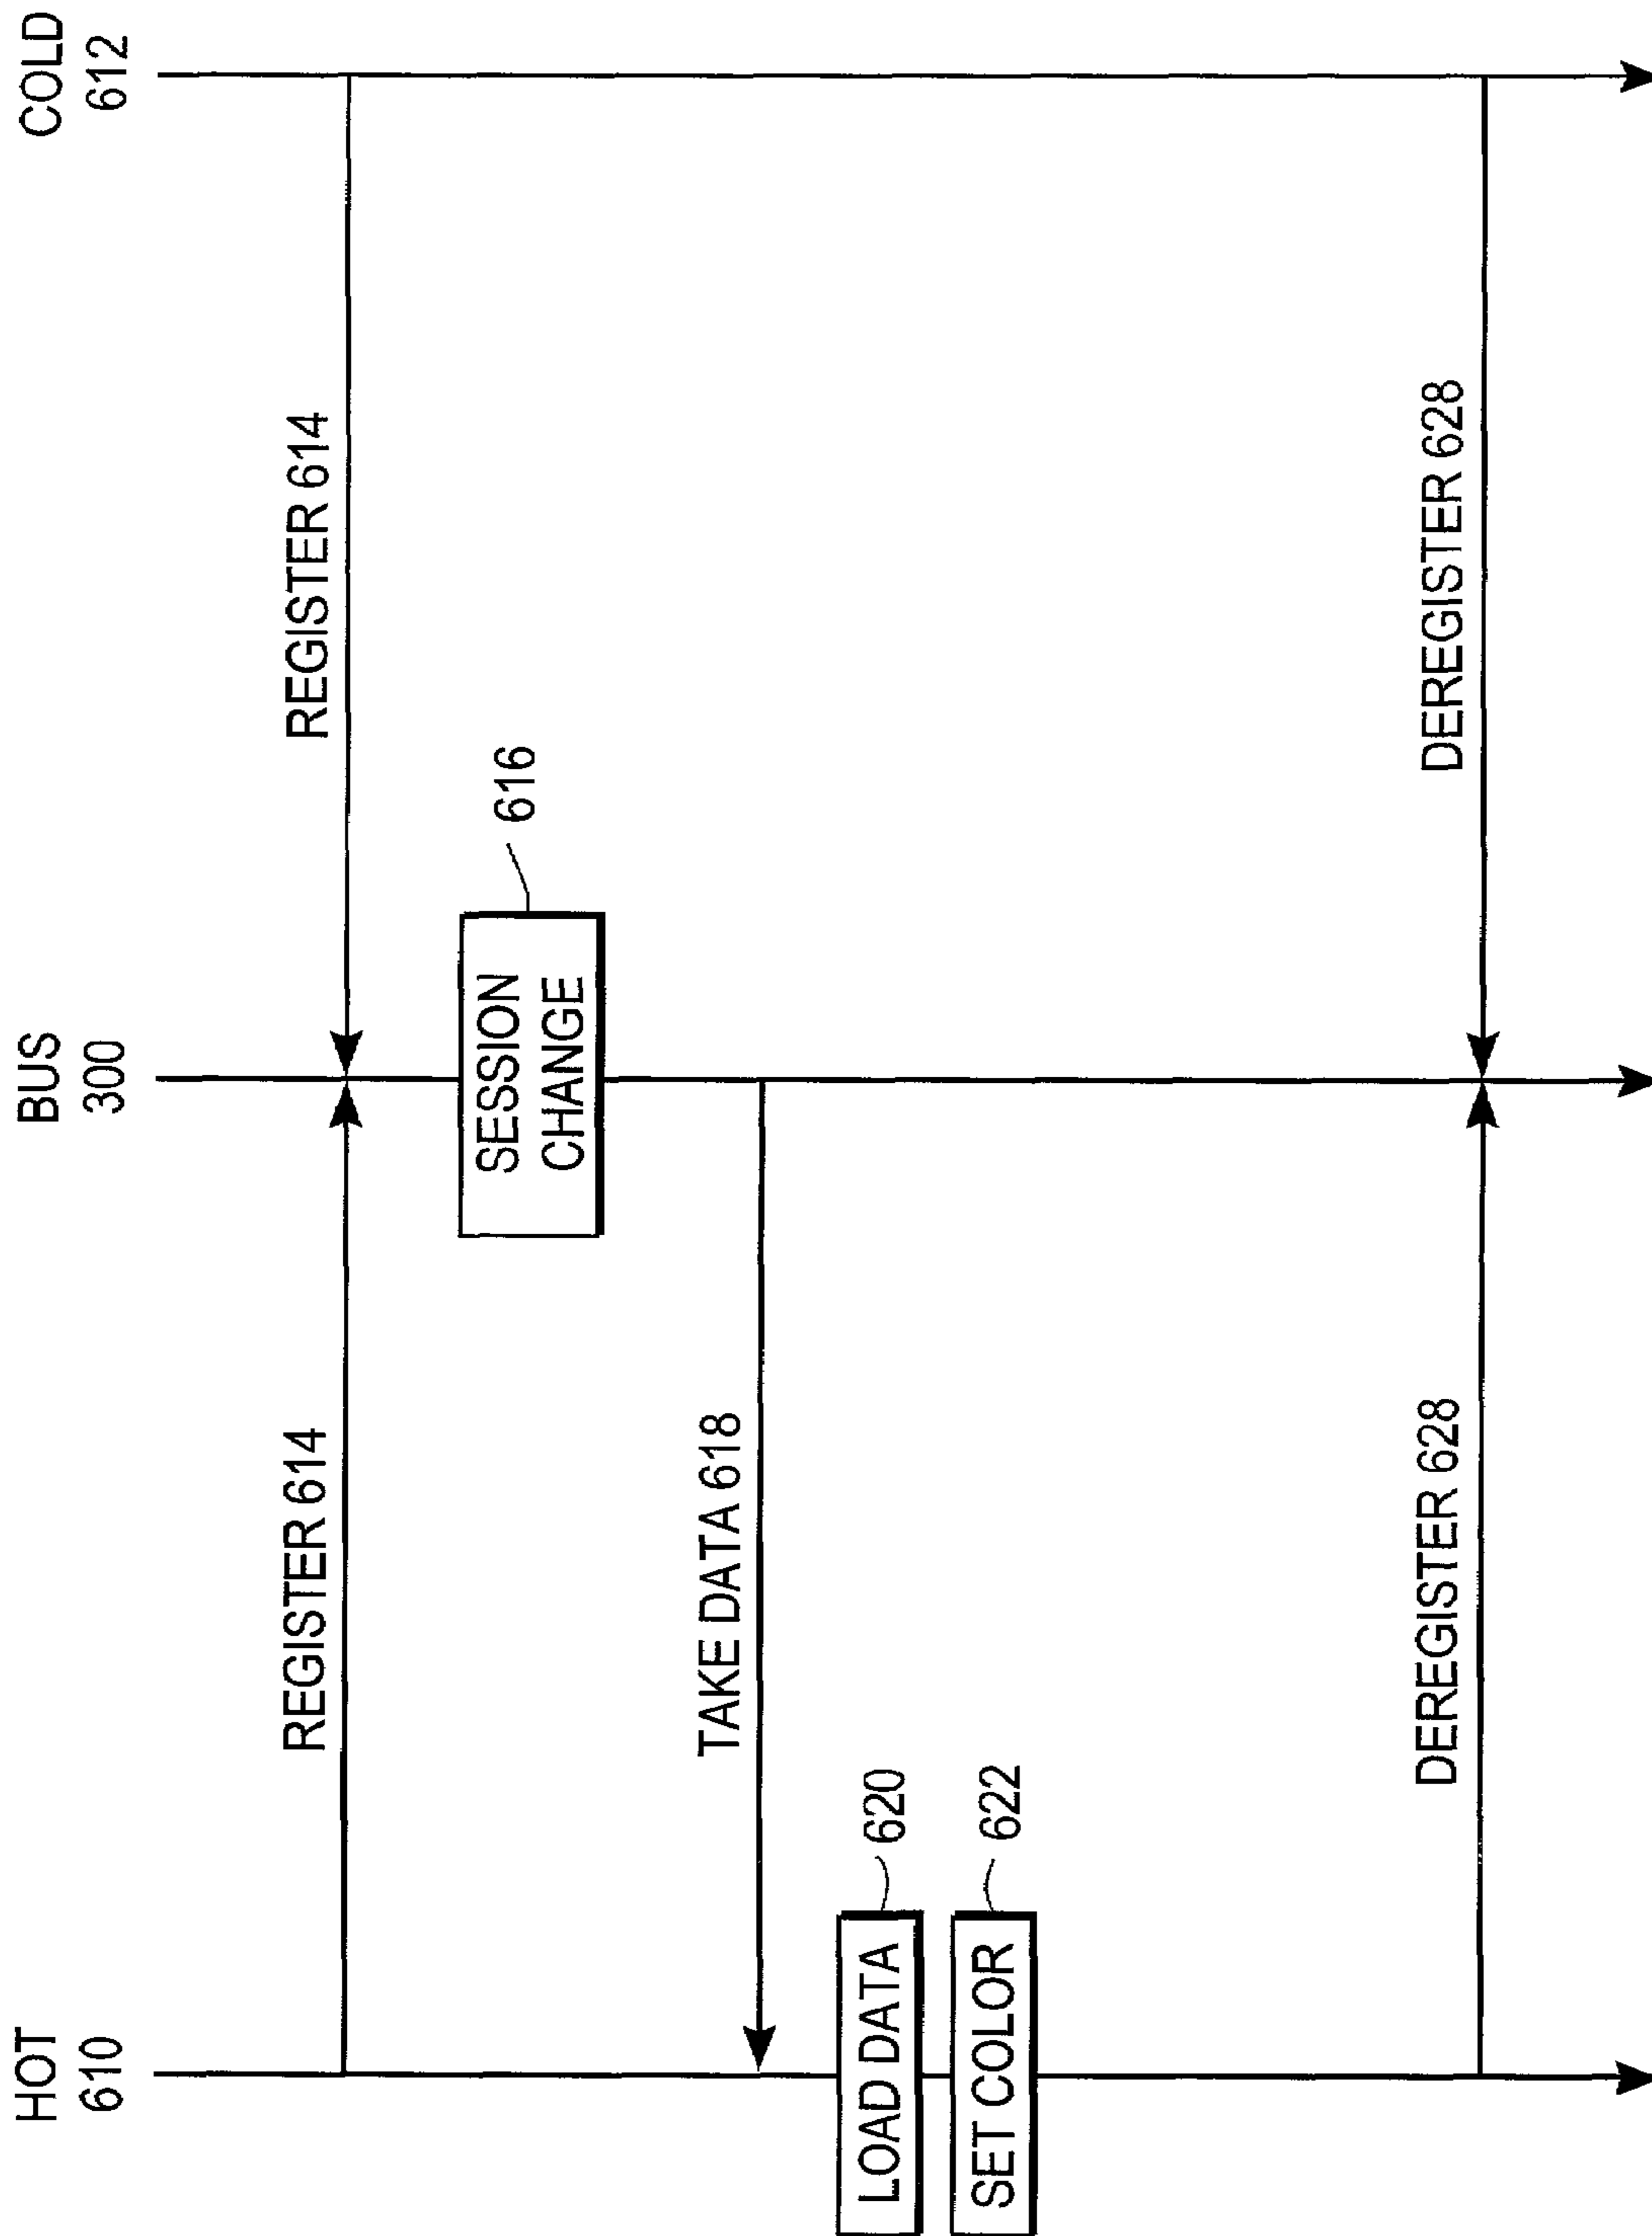 HOT
610
BUS
300
COLD
612
REGISTER 614
REGISTER 614
SESSION
CHANGE
616
TAKE DATA 618
LOAD DATA
620
SET COLOR
622
DEREGISTER 628
DEREGISTER 628